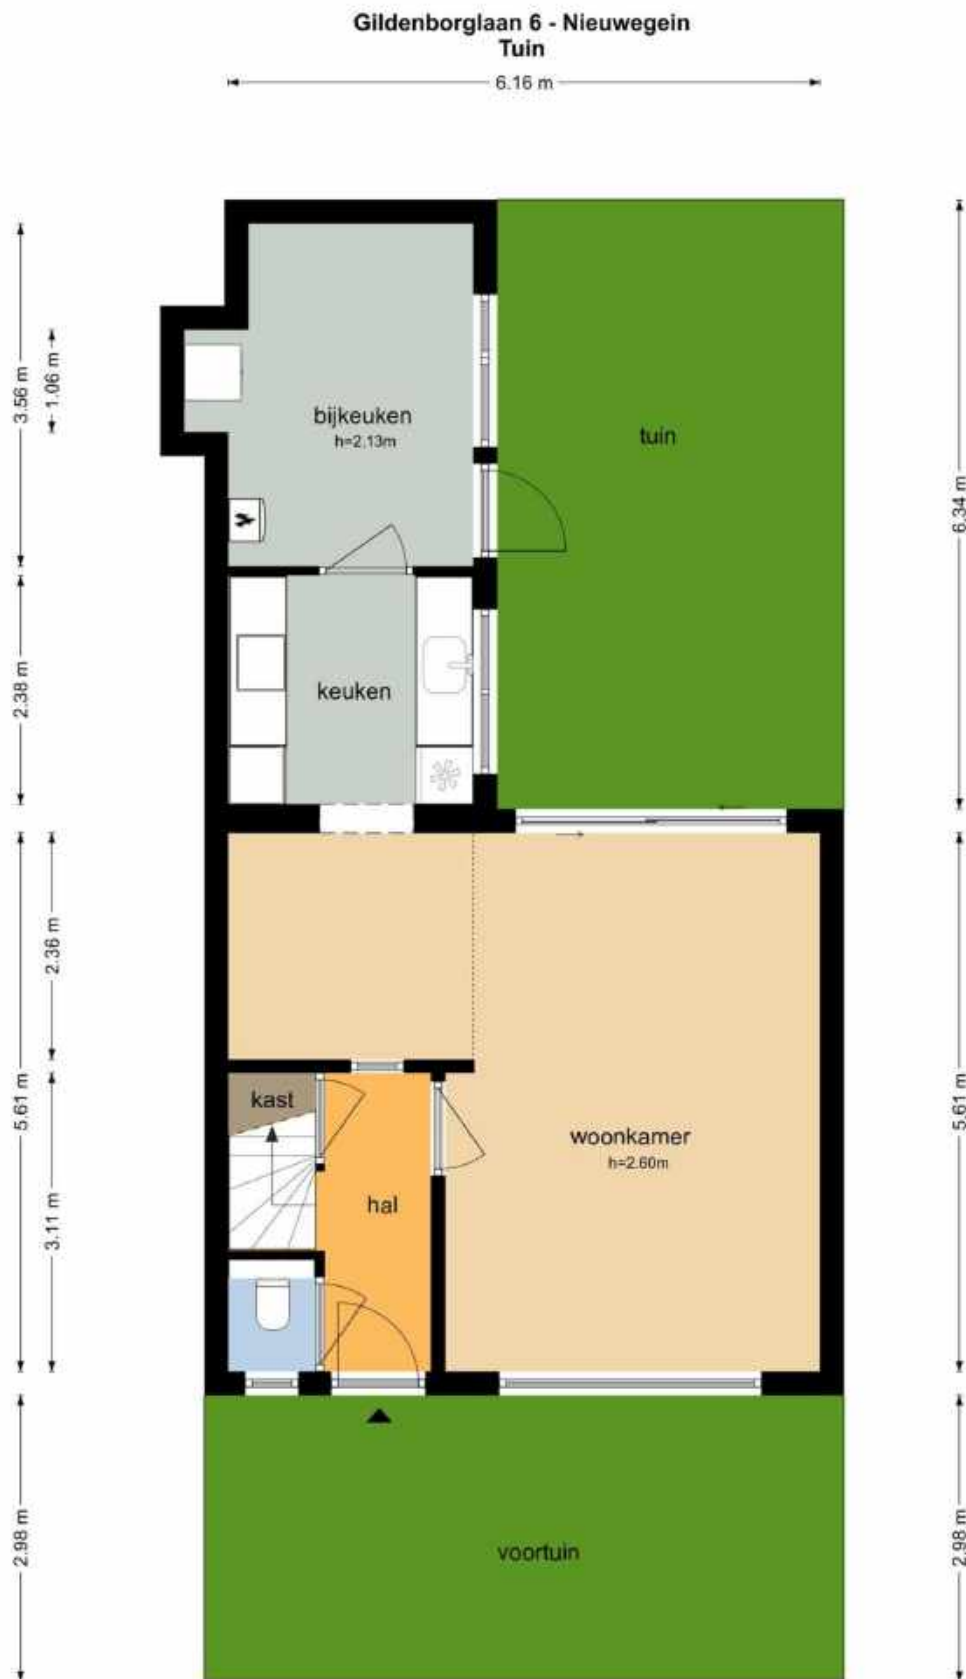 Gildenborglaan 6 - Nieuwegein
Tuin
6.16 m
3.56 m
1.06 m
bijkeuken
h=2.13m
tuin
6.34 m
2.38 m
keuken
2.36 m
5.61 m
kast
woonkamer
h=2.60m
5.61 m
3.11 m
hal
2.98 m
voortuin
2.98 m